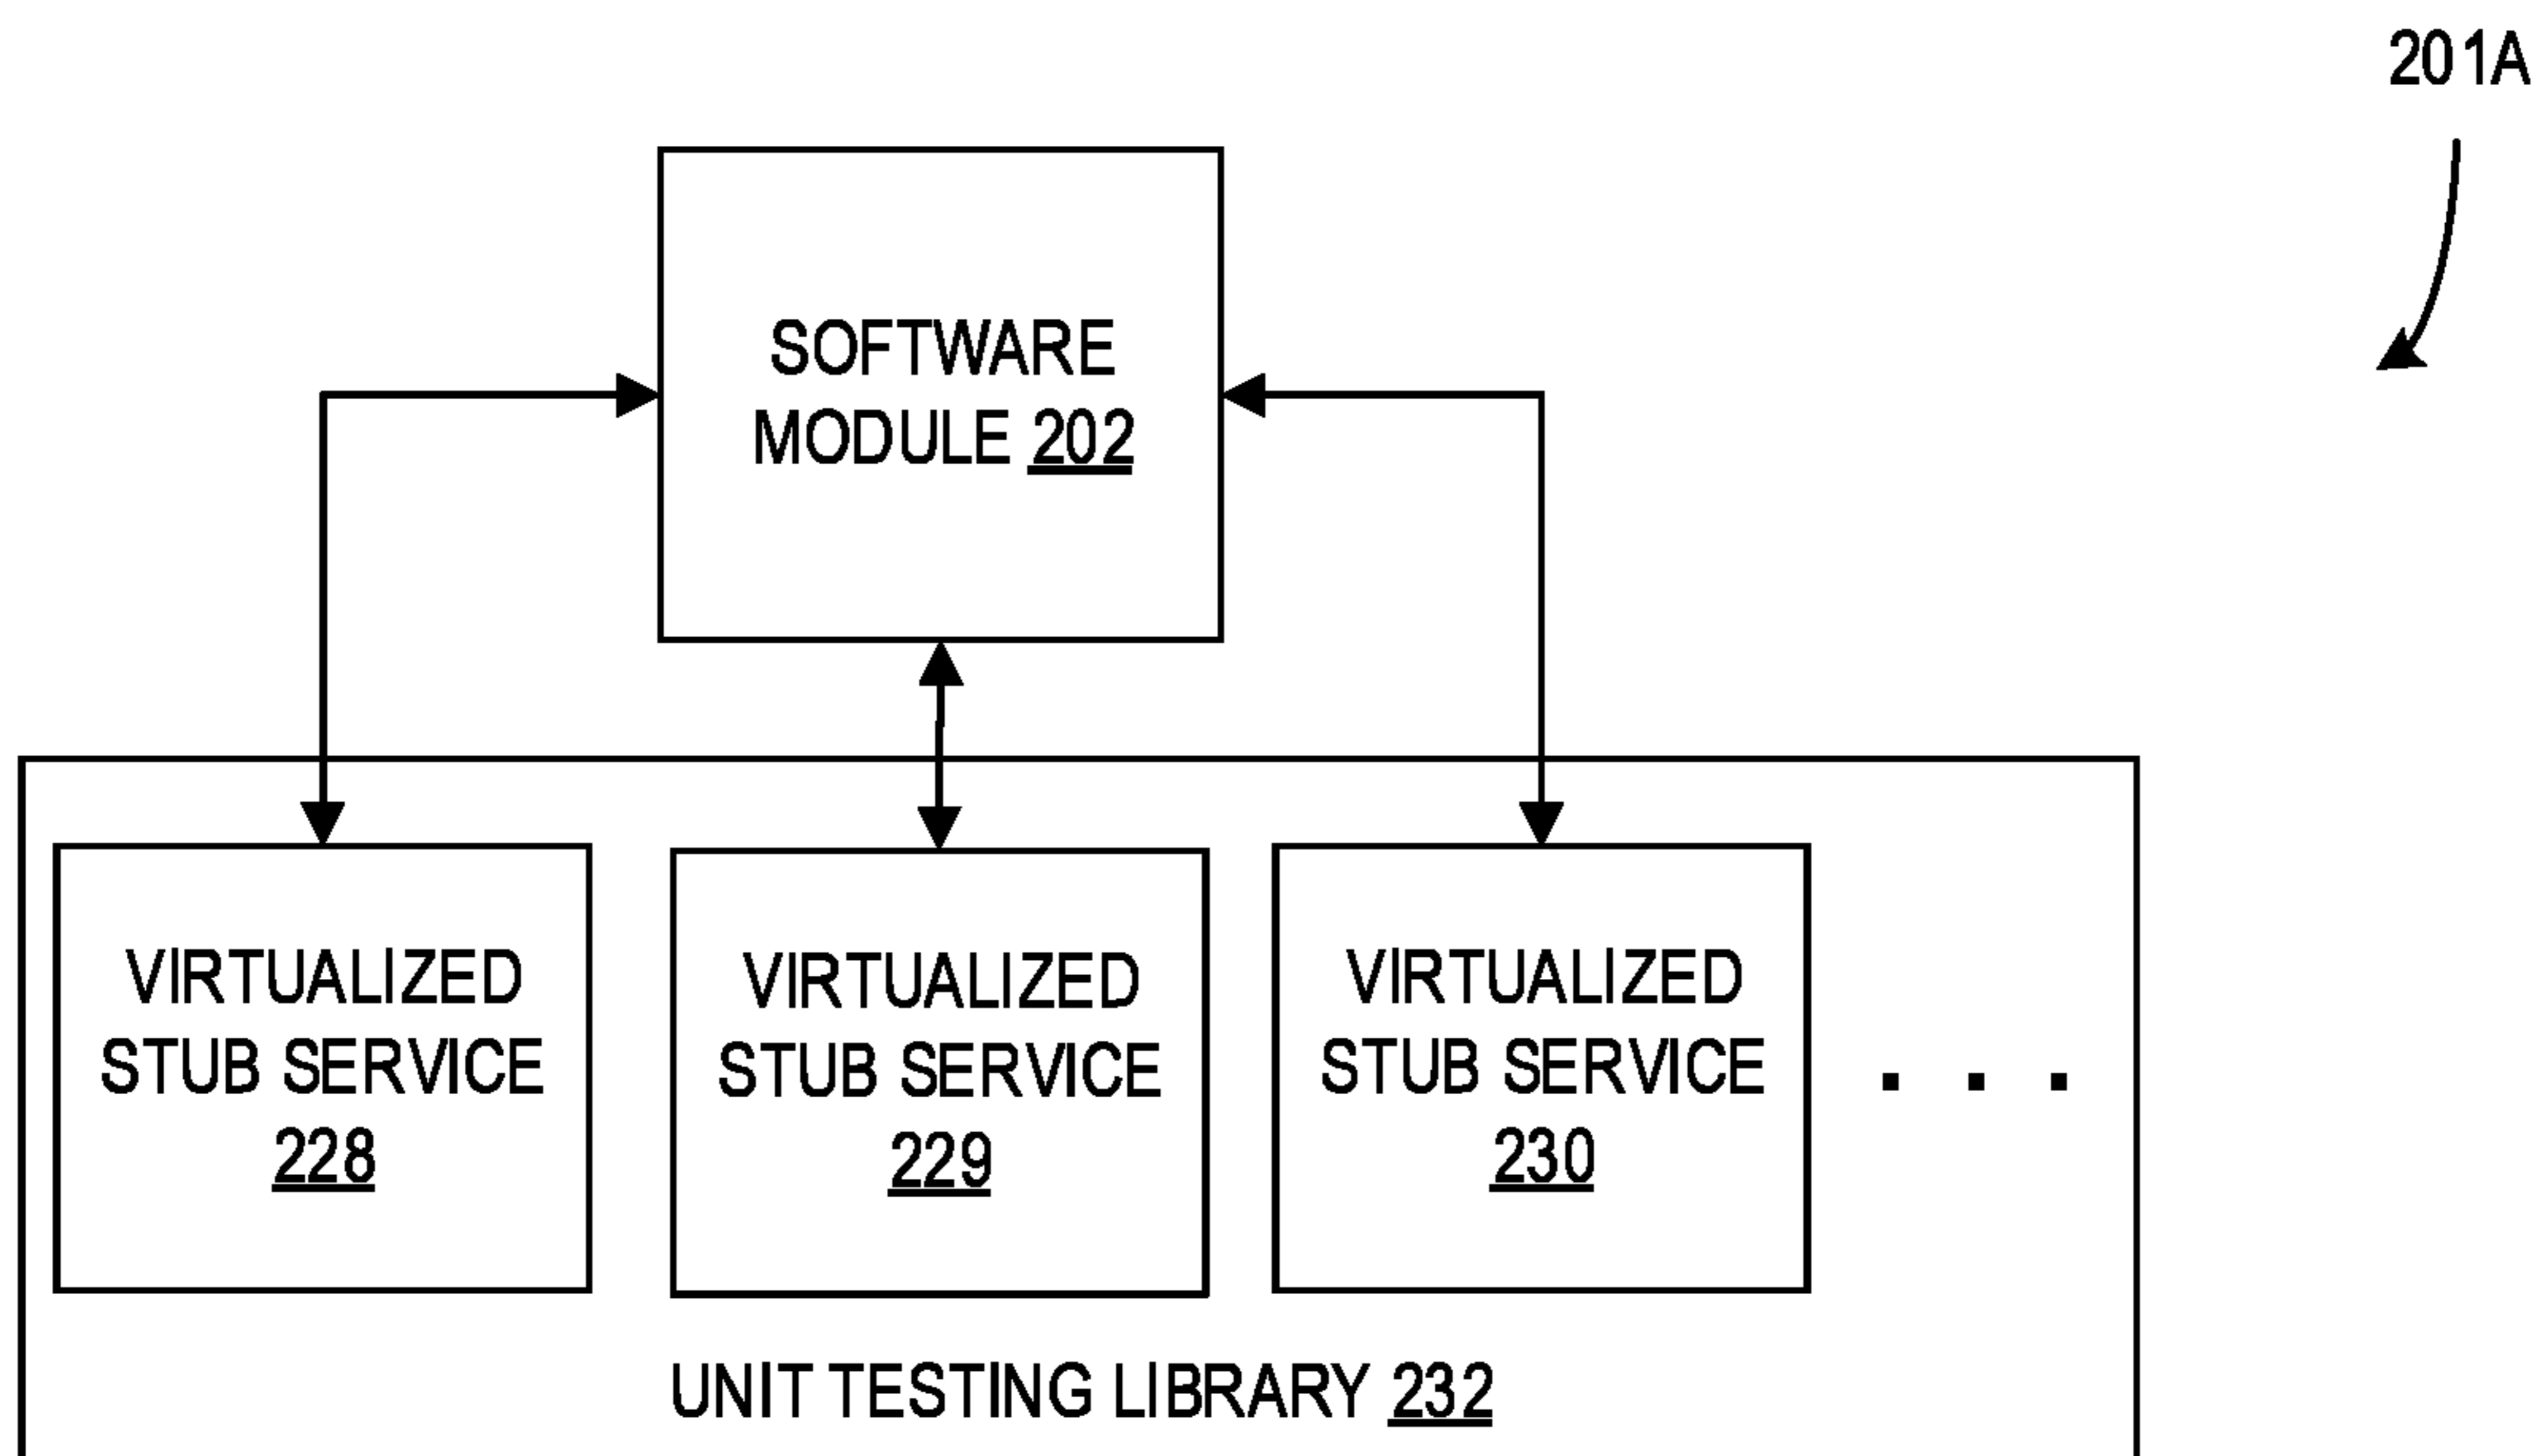 201A
SOFTWARE
MODULE 202
VIRTUALIZED
STUB SERVICE
228
VIRTUALIZED
STUB SERVICE
229
VIRTUALIZED
STUB SERVICE
230
. . .
UNIT TESTING LIBRARY 232